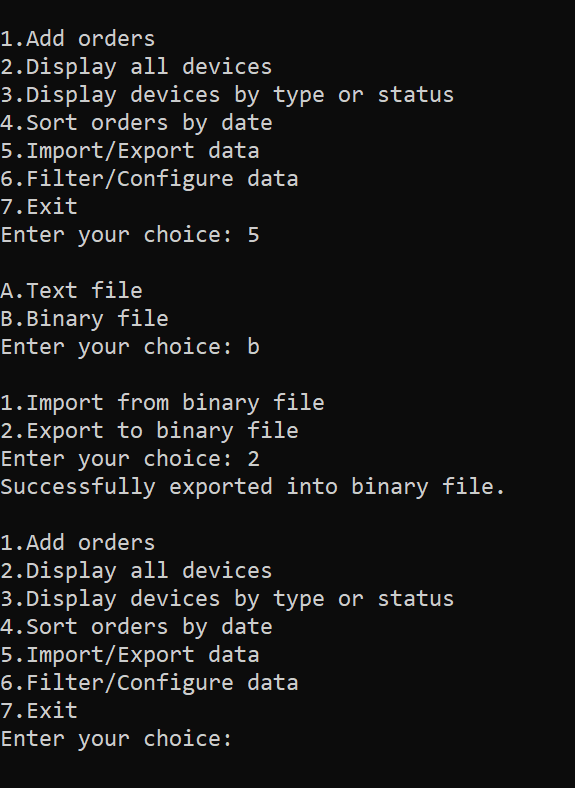 1.Add orders
2.Display all devices
3.Display devices by type or status
4.Sort orders by date
5.Import/Export data
6.Filter/Configure data
7.Exit
Enter your choice: 5
A.Text file
B.Binary file
Enter your choice: b
1.Import from binary file
2.Export to binary file
Enter your choice: 2
Successfully exported into binary file.
1.Add orders
2.Display all devices
3.Display devices by type or status
4.Sort orders by date
5.Import/Export data
6.Filter/Configure data
7.Exit
Enter your choice: